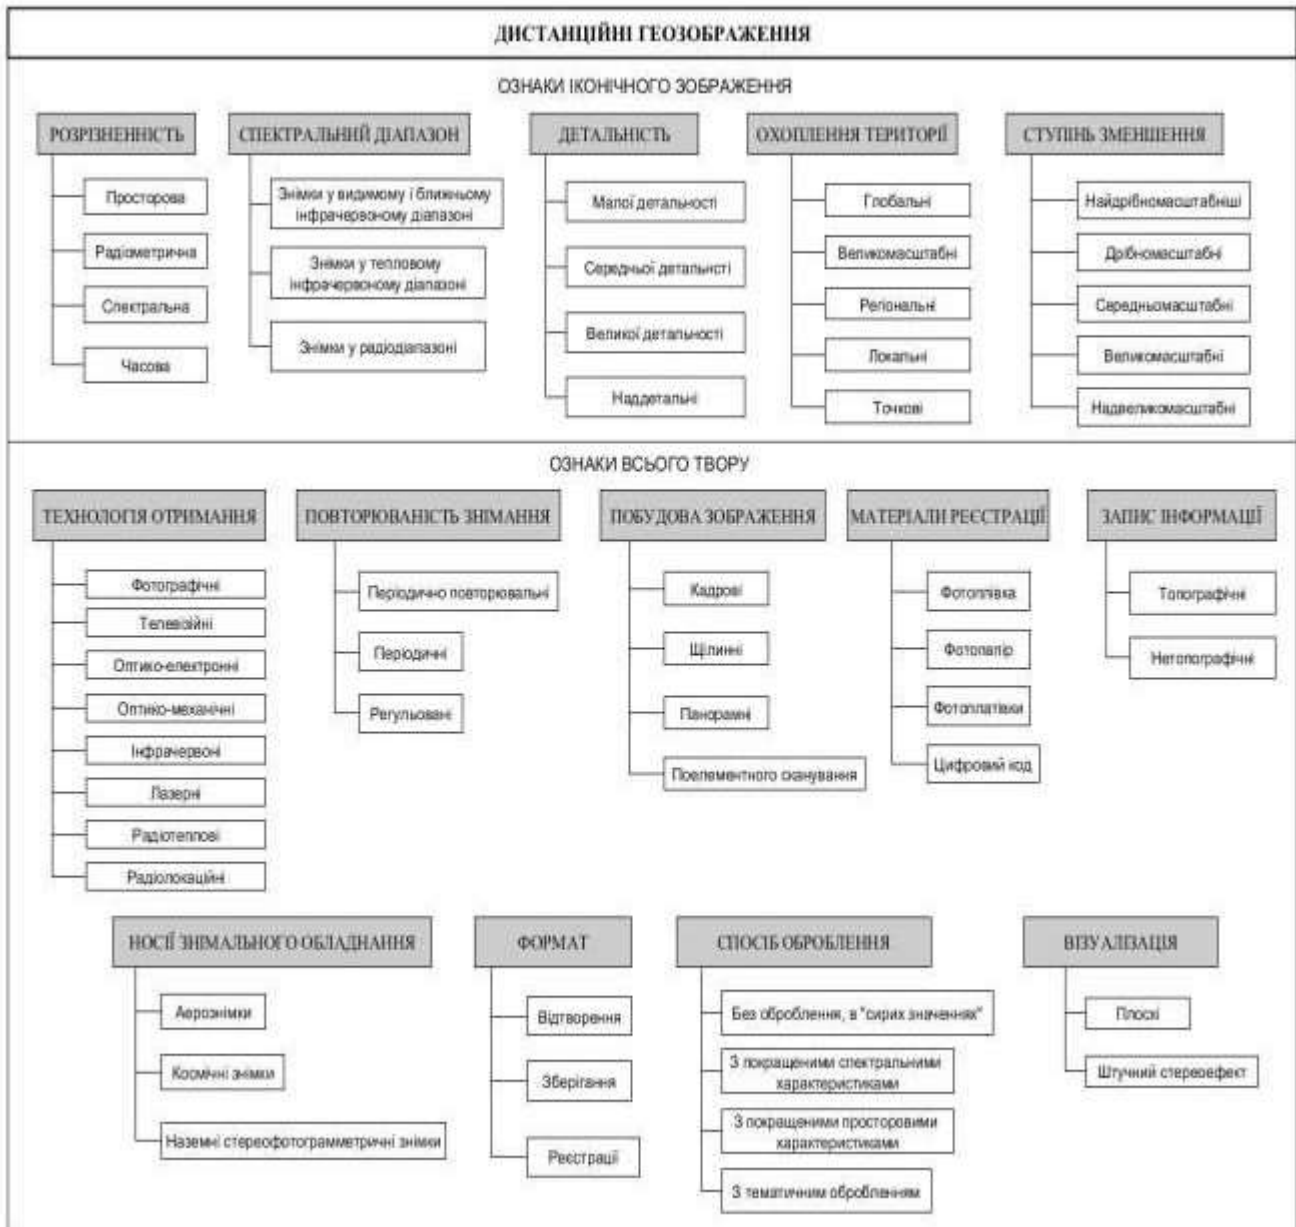 ДИСТАНЦІЙНІ ГЕОЗОБРАЖЕННЯ
ОЗНАКИ ІКОНІЧНОГО ЗОБРАЖЕННЯ
РОЗРІЗНЕННІСТЬ
Просторова
Радіометрична
Спектральна
Часова
СПЕКТРАЛЬНИЙ ДІАПАЗОН
Знімки у видимому і ближньому
інфрачервоному діапазоні
Знімки у тепловому
інфрачервоному діапазоні
Знімки у радіодіапазоні
ДЕТАЛЬНІСТЬ
Малої детальності
Середньої детальнсті
Великої детальності
Наддетальні
ОХОПЛЕННЯ ТЕРИТОРІЇ
Глобальні
Великомасштабні
Регіональні
Локальні
Точкові
СТУПІНЬ ЗМЕНШЕННЯ
Найдрібномасштабніші
Дрібномасштабні
Середньомасштабні
Великомасштабні
Надвеликомасштабні
ОЗНАКИ ВСЬОГО ТВОРУ
ТЕХНОЛОГІЯ ОТРИМАННЯ
Фотографічні
Телевзійні
Оптико-електронні
Оптико-механічні
Інфрачервоні
Лазерні
Радіотеплові
Радіолокаційні
ПОВТОРЮВАНІСТЬ ЗНІМАННЯ
Періодично повторювальні
Періодичні
Регульовані
ПОБУДОВА ЗОБРАЖЕННЯ
Кадрові
Щілинні
Панорамні
Поелементного сканування
МАТЕРІАЛИ РЕЄСТРАЦІЇ
Фотоплівка
Фотопапір
Фотоплатівки
Цифровий код
ЗАПИС ІНФОРМАЦІЇ
Топографічні
Нетопографічні
НОСІЇ ЗНІМАЛЬНОГО ОБЛАДНАННЯ
Аерознімки
Космічні знімки
Наземні стереофотограмметричні знімки
ФОРМАТ
Відтворення
Зберігання
Реєстрації
СПОСІБ ОБРОБЛЕННЯ
Без оброблення, в "сирих значеннях"
З покращеними спектральними
характеристиками
З покращеними просторовими
характеристиками
З тематичним обробленням
ВІЗУАЛІЗАЦІЯ
Плоскі
Штучний стереоефект